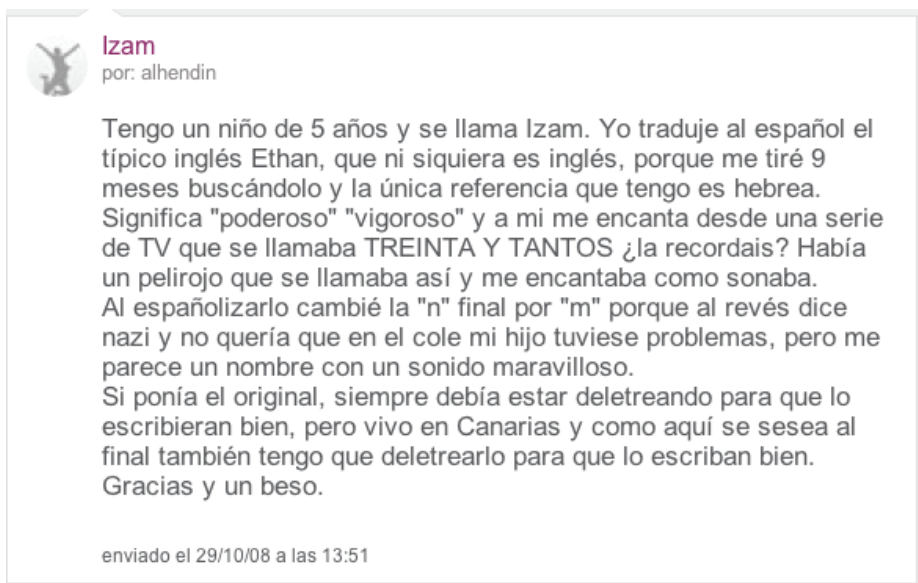 Izam
por: alhendin
Tengo un niño de 5 años y se llama Izam. Yo traduje al español el
típico inglés Ethan, que ni siquiera es inglés, porque me tiré 9
meses buscándolo y la única referencia que tengo es hebrea.
Significa "poderoso" "vigoroso" y a mi me encanta desde una serie
de TV que se llamaba TREINTA Y TANTOS ¿la recordais? Había
un pelirojo que se llamaba así y me encantaba como sonaba.
Al españolizarlo cambié la "n" final por "m" porque al revés dice
nazi y no quería que en el cole mi hijo tuviese problemas, pero me
parece un nombre con un sonido maravilloso.
Si ponía el original, siempre debía estar deletreando para que lo
escribieran bien, pero vivo en Canarias y como aquí se sesea al
final también tengo que deletrearlo para que lo escriban bien.
Gracias y un beso.
enviado el 29/10/08 a las 13:51